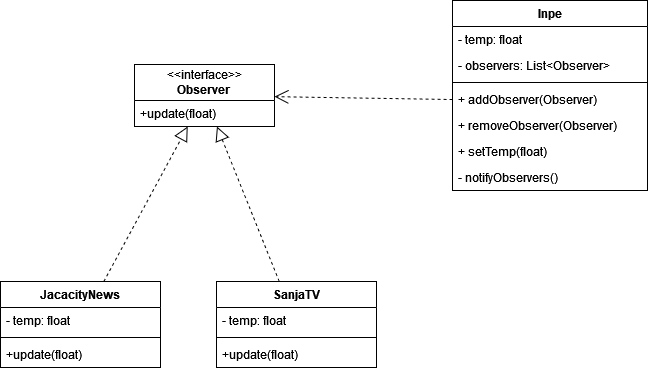 Inpe
- temp: float
- observers: List<Observer>
+ addObserver(Observer)
+ removeObserver(Observer)
+ setTemp(float)
- notifyObservers()
<<interface>>
Observer
+update(float)
JacacityNews
- temp: float
+update(float)
SanjaTV
- temp: float
+update(float)